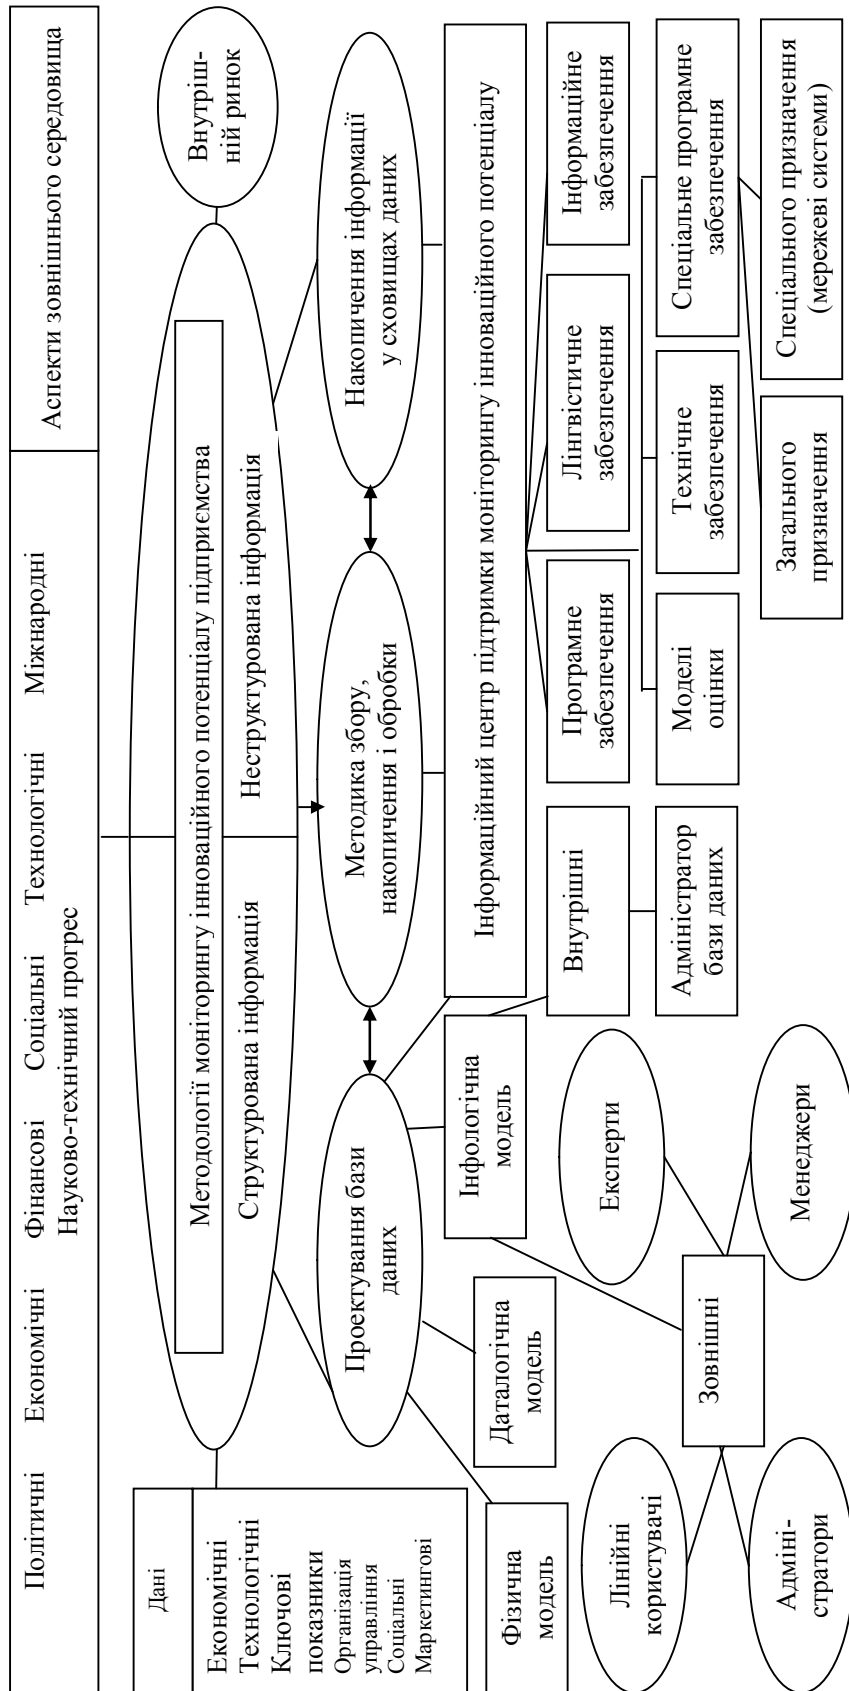 Політичні Економічні Фінансові Соціальні Технологічні Міжнародні
Науково-технічний прогрес
Аспекти зовнішнього середовища
Дані
Економічні
Технологічні
Ключові
показники
Організація
управління
Соціальні
Маркетингові
Методології моніторингу інноваційного потенціалу підприємства
Структурована інформація
Неструктурована інформація
Внутріш-
ній ринок
Проектування бази
даних
Методика збору,
накопичення і обробки
Накопичення інформації
у сховищах даних
Інформаційний центр підтримки моніторингу інноваційного потенціалу
Фізична
модель
Даталогічна
модель
Інфологічна
модель
Внутрішні
Адміністратор
бази даних
Програмне
забезпечення
Лінгвістичне
забезпечення
Інформаційне
забезпечення
Моделі
оцінки
Технічне
забезпечення
Спеціальне програмне
забезпечення
Загального
призначення
Спеціального призначення
(мережеві системи)
Лінійні
користувачі
Адміні-
стратори
Зовнішні
Експерти
Менеджери